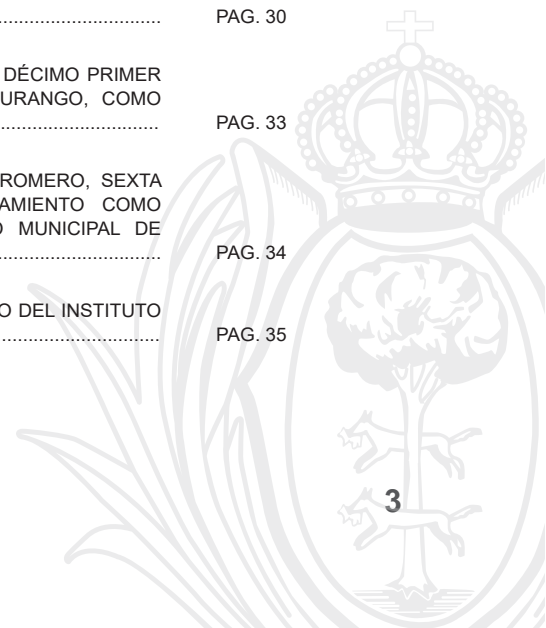 ................................ PAG. 30
DÉCIMO PRIMER
URANGO, COMO
................................ PAG. 33
ROMERO, SEXTA
AMIENTO COMO
O MUNICIPAL DE
................................ PAG. 34
O DEL INSTITUTO
................................ PAG. 35
3